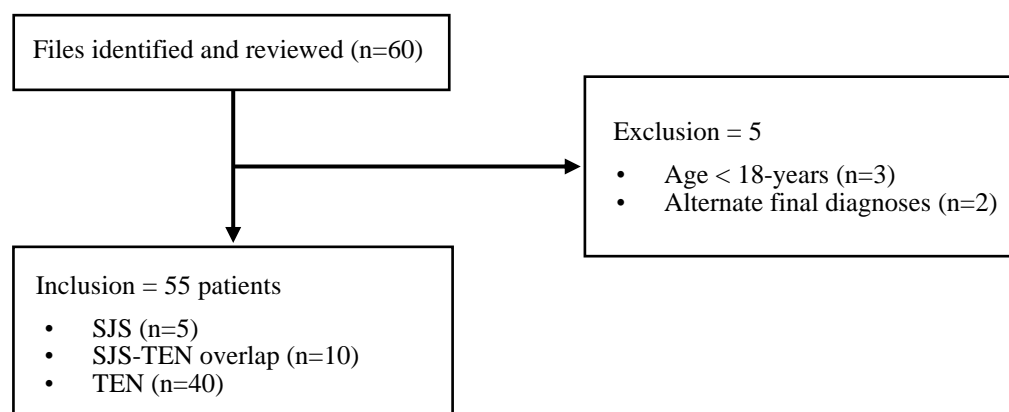 Files identified and reviewed (n=60)
Exclusion = 5
• Age < 18-years (n=3)
• Alternate final diagnoses (n=2)
Inclusion = 55 patients
• SJS (n=5)
• SJS-TEN overlap (n=10)
• TEN (n=40)